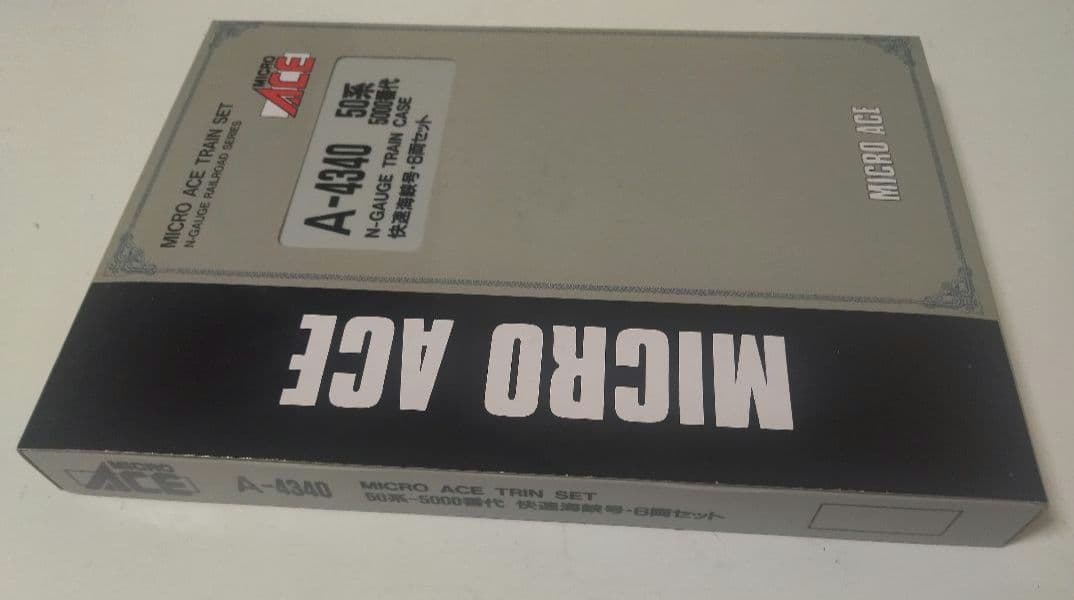 MICRO ACE TRAIN SET
N-GAUGE RAILROAD SERIES
MICRO
ACE
A-4340 50系
5000番代
N-GAUGE TRAIN CASE
快速海峡号・6両セット
MICRO ACE
MICRO ACE
MICRO
ACE
A-4340
MICRO ACE TRIN SET
50系-5000番代 快速海峡号・6両セット